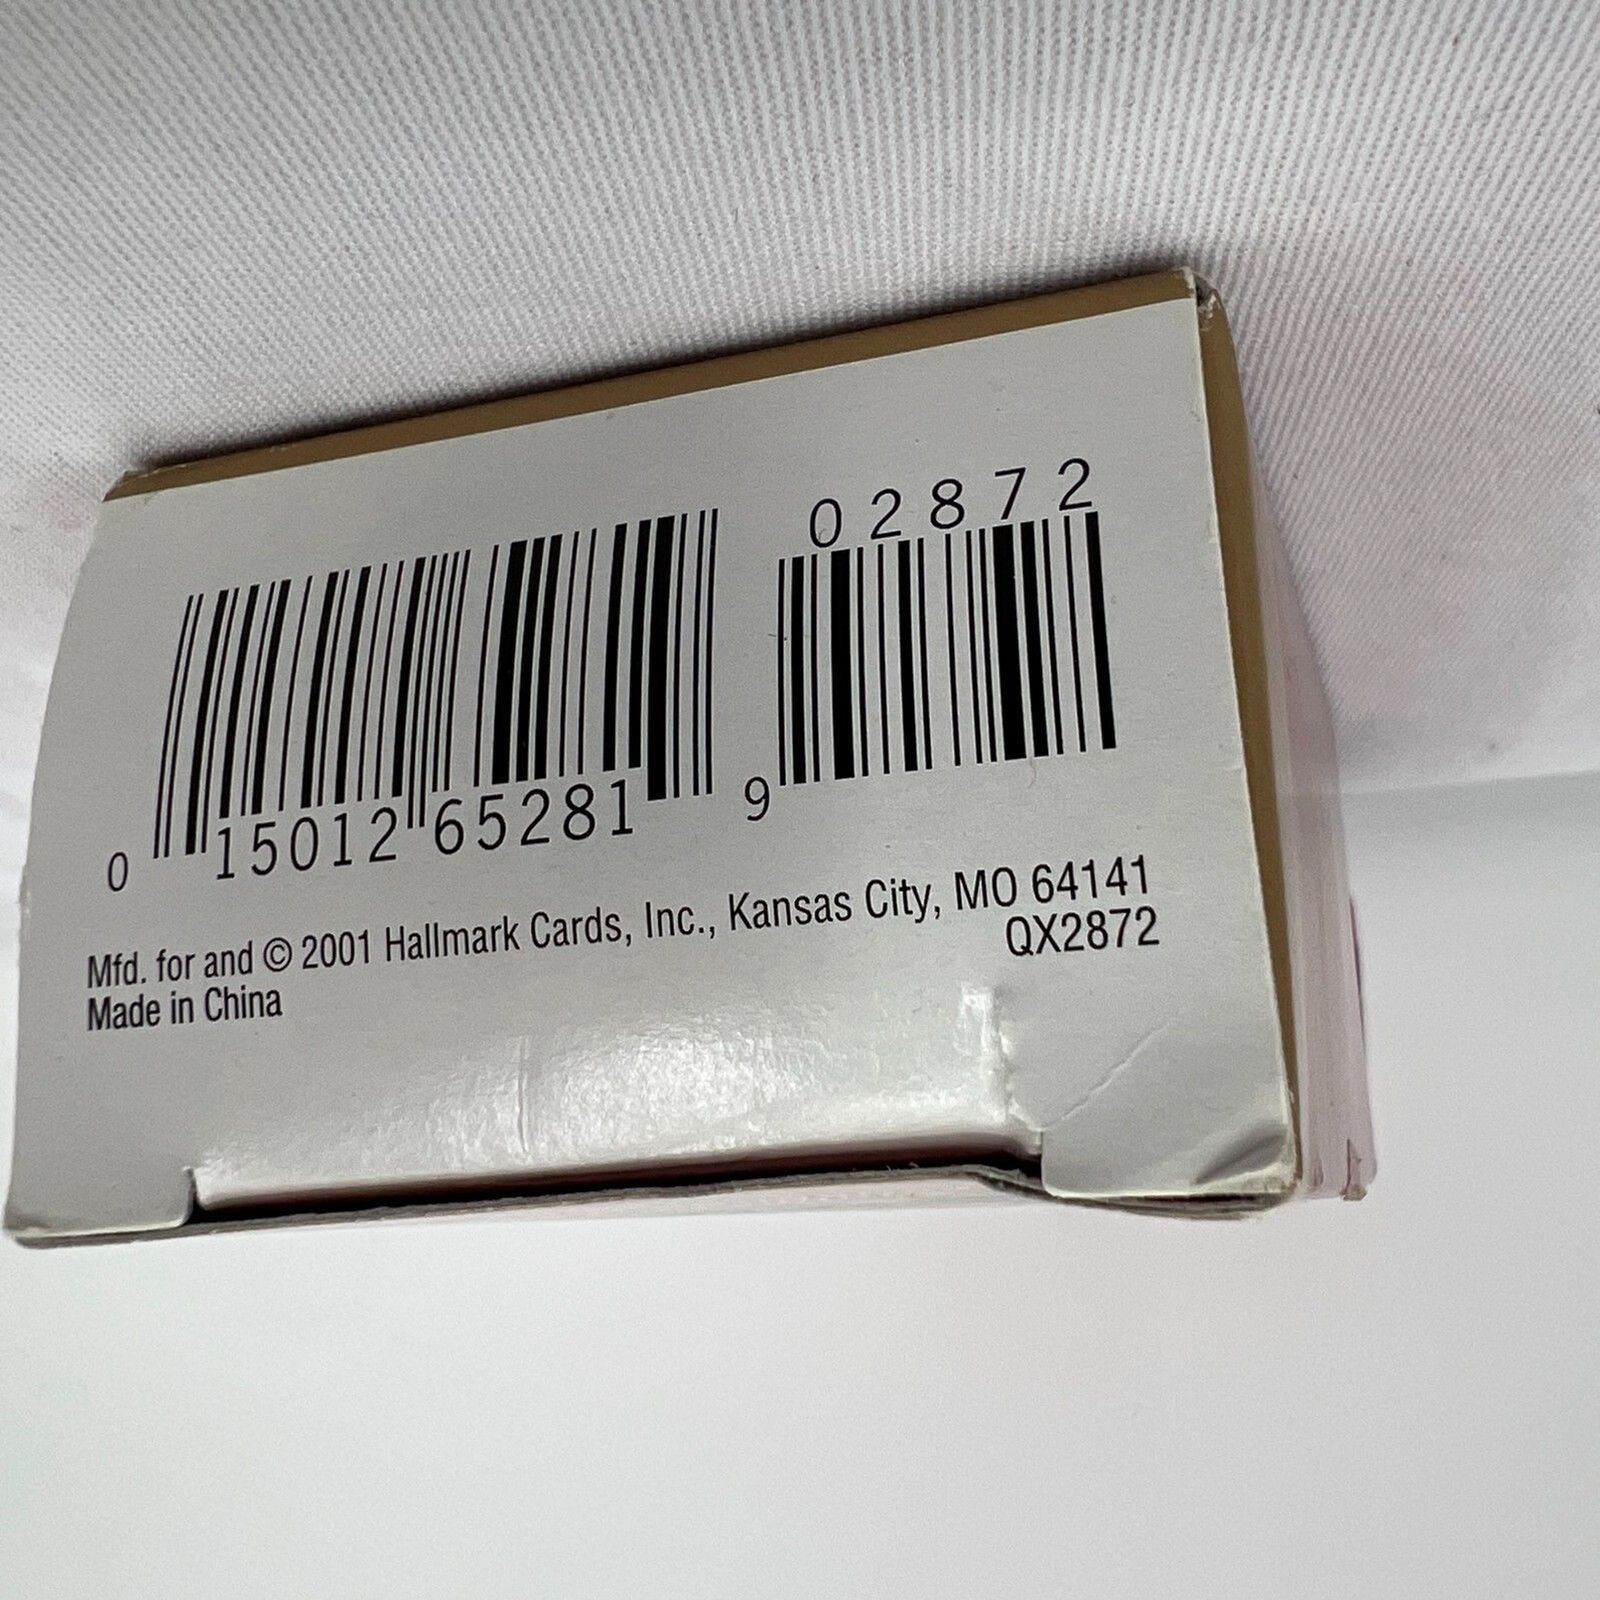 02872
0 15012 65281 9
Mfd. for and © 2001 Hallmark Cards, Inc., Kansas City, MO 64141
QX2872
Made in China